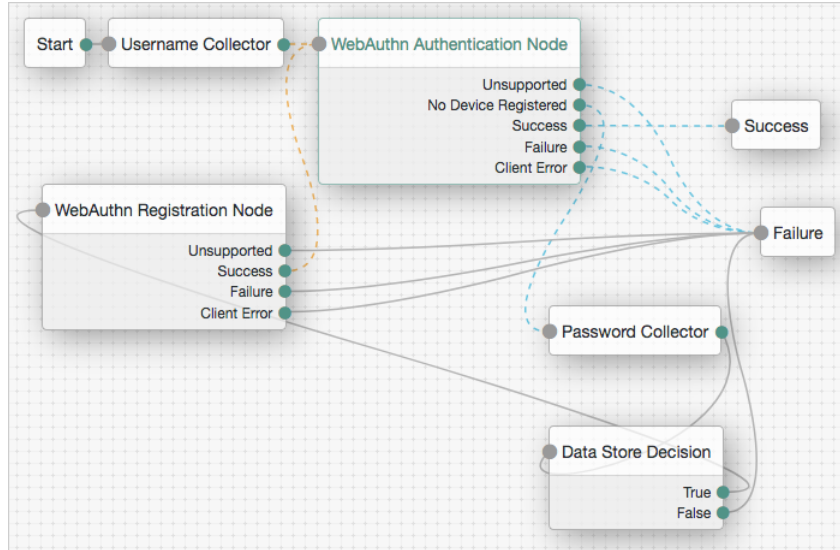 Start
Username Collector
WebAuthn Authentication Node
Unsupported
No Device Registered
Success
Failure
Client Error
Success
WebAuthn Registration Node
Unsupported
Success
Failure
Client Error
Failure
Password Collector
Data Store Decision
True
False